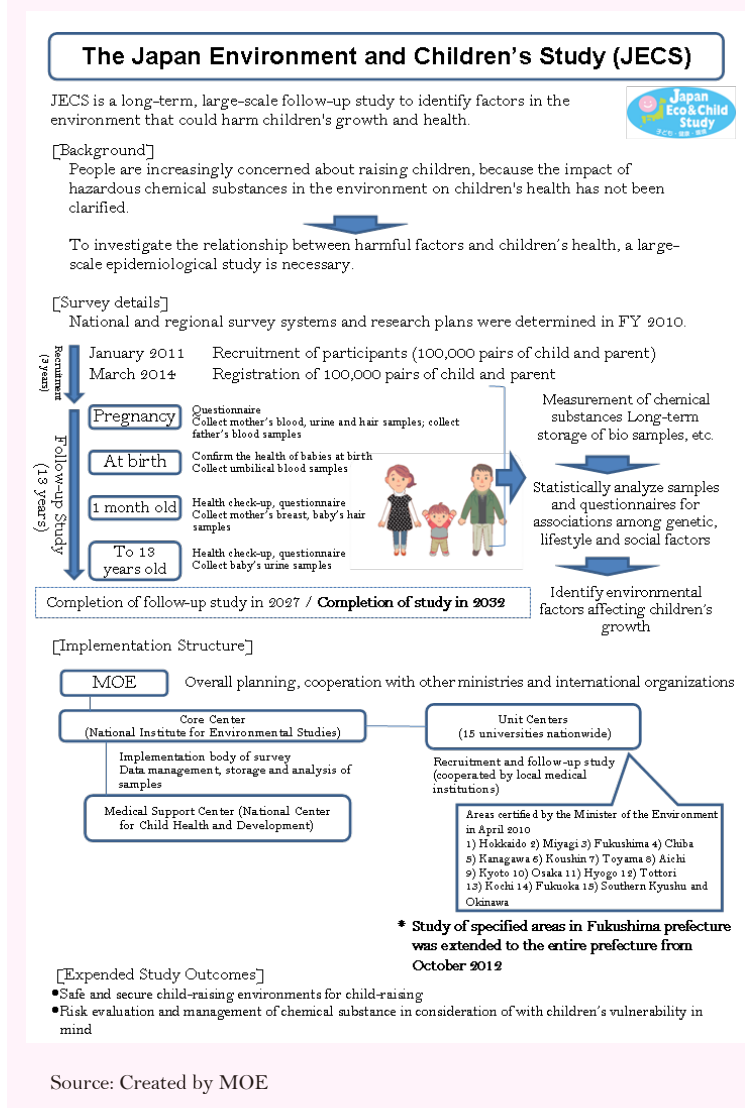 The Japan Environment and Children's Study (JECS)
JECS is a long-term, large-scale follow-up study to identify factors in the
environment that could harm children's growth and health.
Japan
Eco&Child
Study
[Background]
People are increasingly concerned about raising children, because the impact of
hazardous chemical substances in the environment on children's health has not been
clarified.
To investigate the relationship between harmful factors and children's health, a large-
scale epidemiological study is necessary.
[Survey details]
National and regional survey systems and research plans were determined in FY 2010.
Recruitment
(3 years)
January 2011 Recruitment of participants (100,000 pairs of child and parent)
March 2014 Registration of 100,000 pairs of child and parent
Follow-up Study
(13 years)
Pregnancy
Questionnaire
Collect mother's blood, urine and hair samples; collect
father's blood samples
At birth
Confirm the health of babies at birth
Collect umbilical blood samples
1 month old
Health check-up, questionnaire
Collect mother's breast, baby's hair
samples
To 13
years old
Health check-up, questionnaire
Collect baby's urine samples
Measurement of chemical
substances Long-term
storage of bio samples, etc.
Statistically analyze samples
and questionnaires for
associations among genetic,
lifestyle and social factors
Identify environmental
factors affecting children's
growth
Completion of follow-up study in 2027 / Completion of study in 2032
[Implementation Structure]
MOE
Overall planning, cooperation with other ministries and international organizations
Core Center
(National Institute for Environmental Studies)
Unit Centers
(15 universities nationwide)
Implementation body of survey
Data management, storage and analysis of
samples
Recruitment and follow-up study
(cooperated by local medical
institutions)
Medical Support Center (National Center
for Child Health and Development)
Areas certified by the Minister of the Environment
in April 2010
1) Hokkaido 2) Miyagi 3) Fukushima 4) Chiba
5) Kanagawa 6) Koushin 7) Toyama 8) Aichi
9) Kyoto 10) Osaka 11) Hyogo 12) Tottori
13) Kochi 14) Fukuoka 15) Southern Kyushu and
Okinawa
* Study of specified areas in Fukushima prefecture
was extended to the entire prefecture from
October 2012
[Expended Study Outcomes]
●Safe and secure child-raising environments for child-raising
●Risk evaluation and management of chemical substance in consideration of with children's vulnerability in
mind
Source: Created by MOE